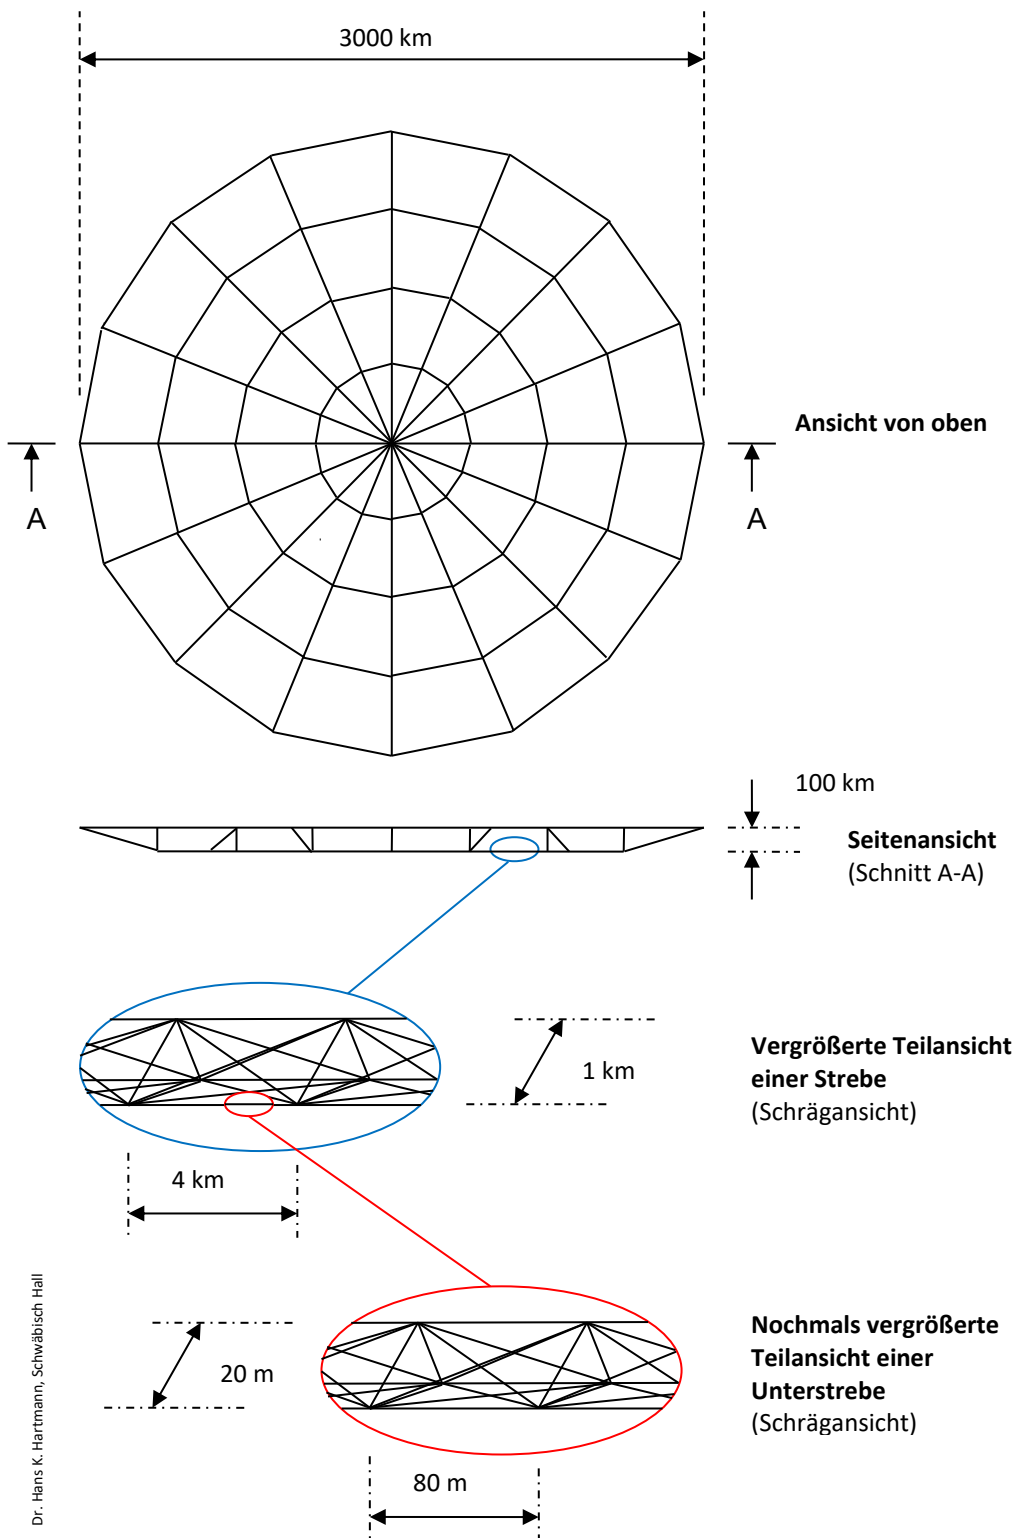 3000 km
Ansicht von oben
A
A
100 km
Seitenansicht
(Schnitt A-A)
1 km
Vergrößerte Teilansicht
einer Strebe
(Schrägansicht)
4 km
20 m
Nochmals vergrößerte
Teilansicht einer
Unterstrebe
(Schrägansicht)
80 m
Dr. Hans K. Hartmann, Schwäbisch Hall